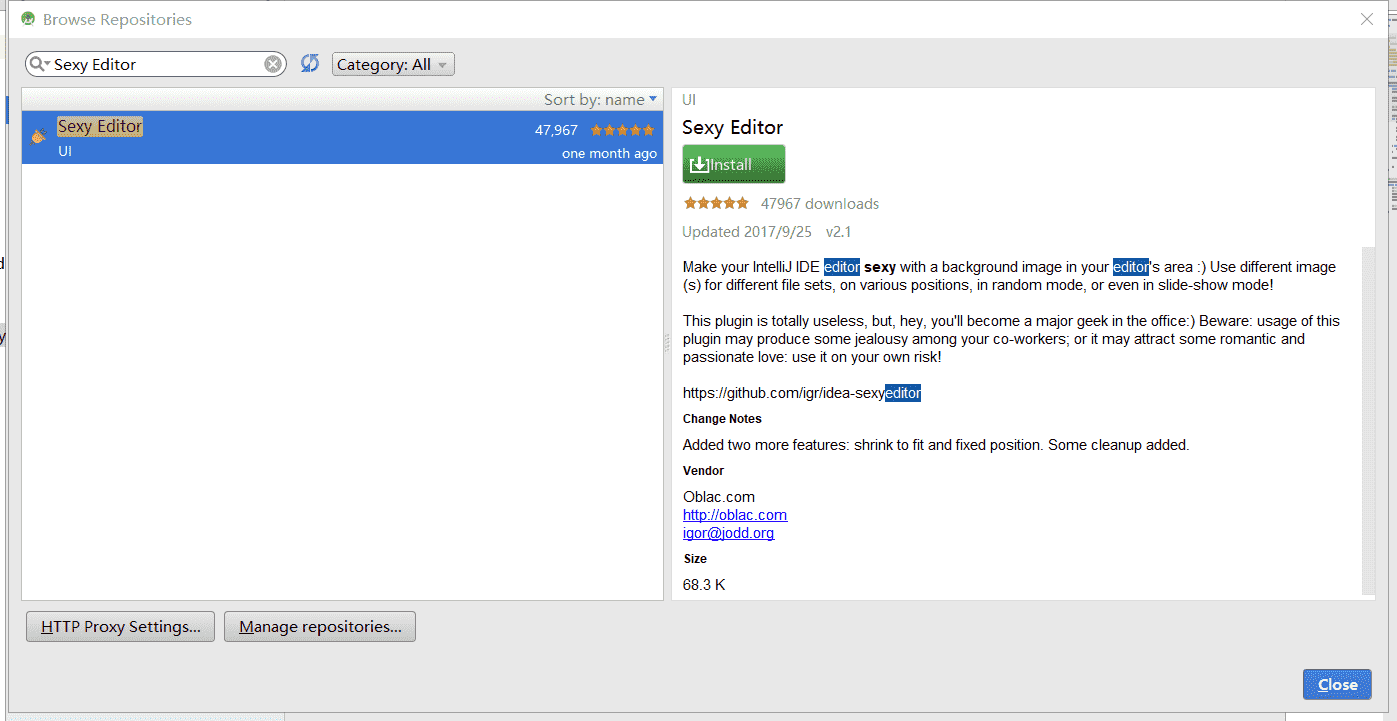 Browse Repositories
Sexy Editor
Category: All
Sort by: name
Sexy Editor
47,967
UI
one month ago
UI
Sexy Editor
Install
47967 downloads
Updated 2017/9/25 v2.1
Make your IntelliJ IDE editor sexy with a background image in your editor's area :) Use different image
(s) for different file sets, on various positions, in random mode, or even in slide-show mode!
This plugin is totally useless, but, hey, you'll become a major geek in the office:) Beware: usage of this
plugin may produce some jealousy among your co-workers; or it may attract some romantic and
passionate love: use it on your own risk!
https://github.com/igr/idea-sexyeditor
Change Notes
Added two more features: shrink to fit and fixed position. Some cleanup added.
Vendor
Oblac.com
http://oblac.com
igor@jodd.org
Size
68.3 K
HTTP Proxy Settings...
Manage repositories...
Close